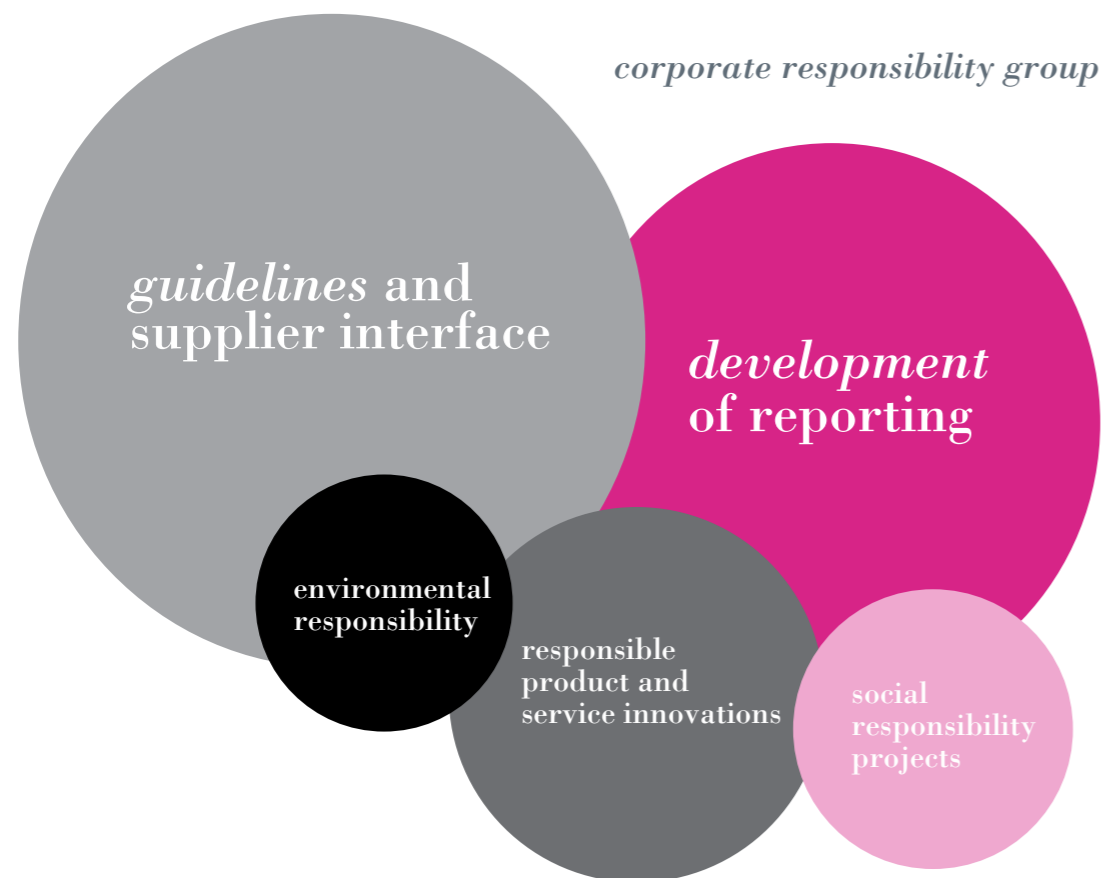 corporate responsibility group
guidelines and
supplier interface
development
of reporting
environmental
responsibility
responsible
product and
service innovations
social
responsibility
projects